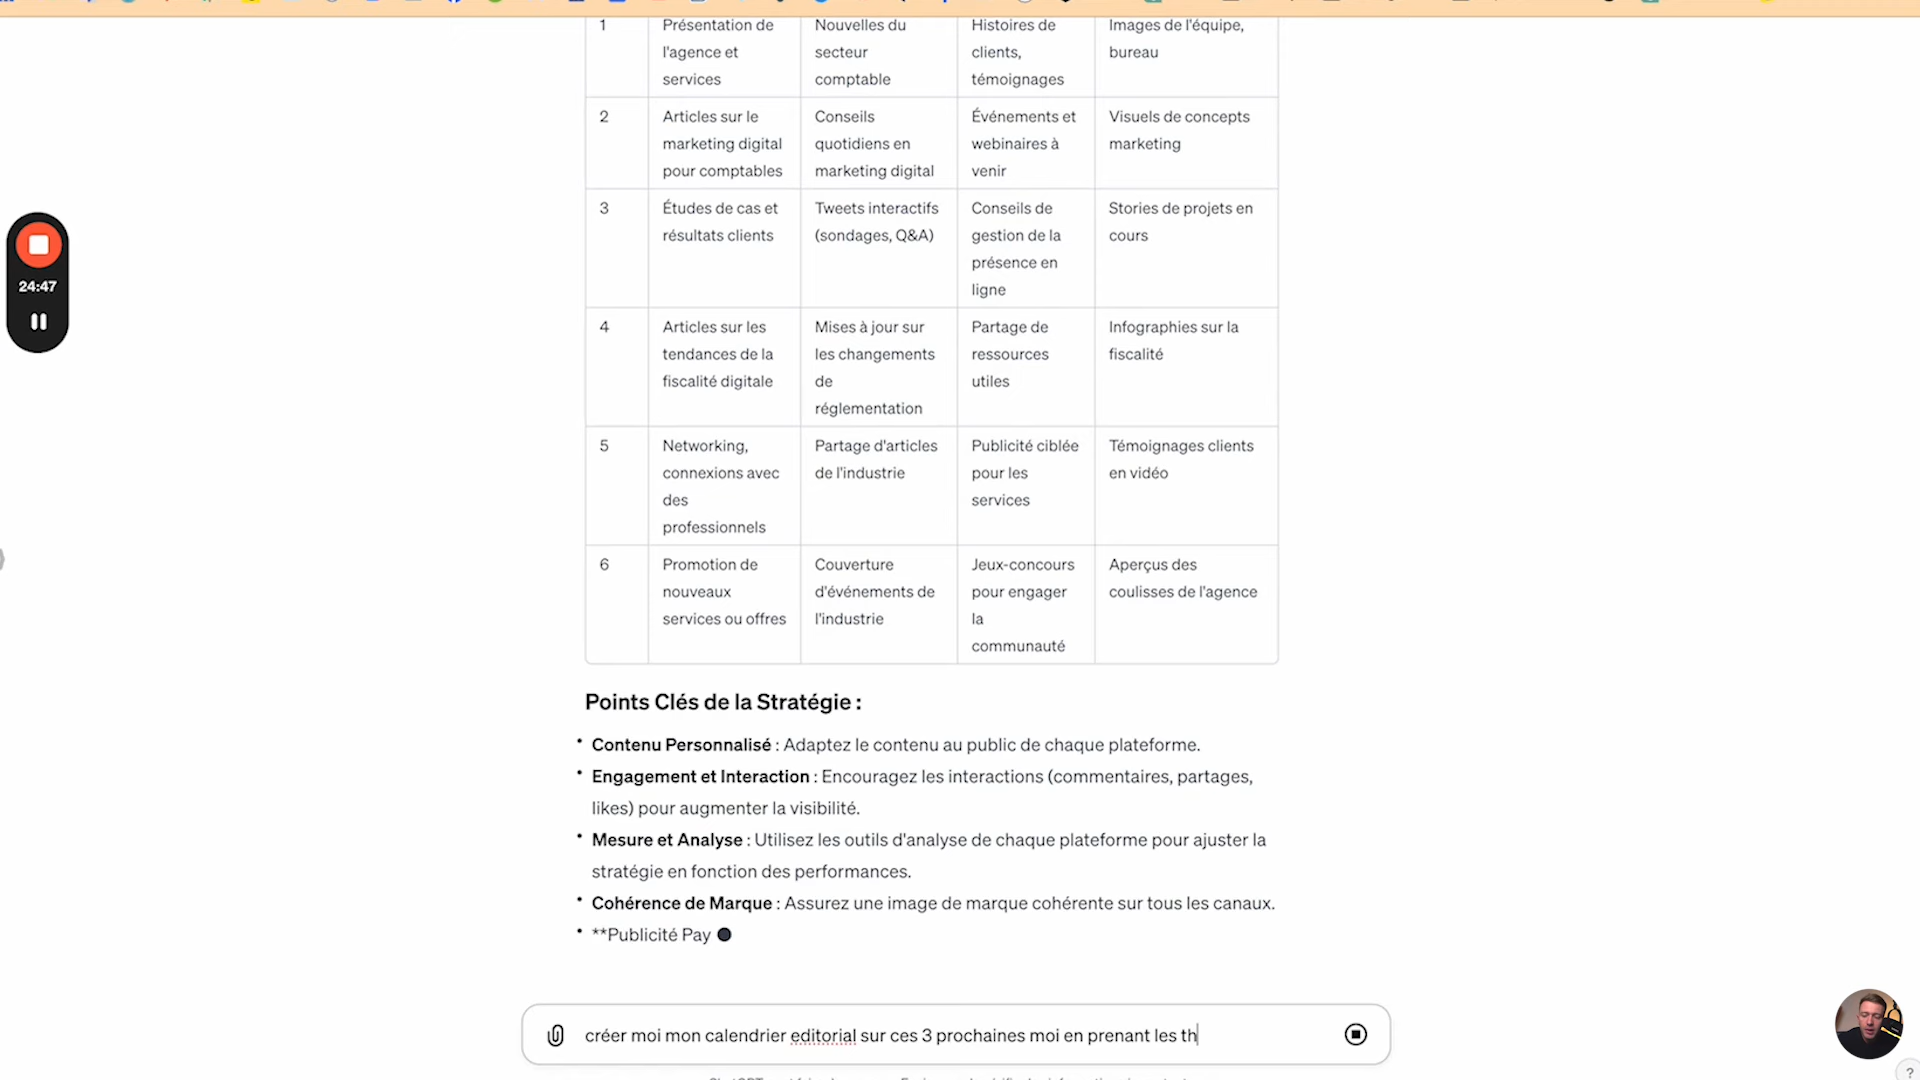 1
Présentation de
l'agence et
services
Nouvelles du
secteur
comptable
Histoires de
clients,
témoignages
Images de l'équipe,
bureau
2
Articles sur le
marketing digital
pour comptables
Conseils
quotidiens en
marketing digital
Événements et
webinaires à
venir
Visuels de concepts
marketing
3
Études de cas et
résultats clients
Tweets interactifs
(sondages, Q&A)
Conseils de
gestion de la
présence en
ligne
Stories de projets en
cours
4
Articles sur les
tendances de la
fiscalité digitale
Mises à jour sur
les changements
de
réglementation
Partage de
ressources
utiles
Infographies sur la
fiscalité
5
Networking,
connexions avec
des
professionnels
Partage d'articles
de l'industrie
Publicité ciblée
pour les
services
Témoignages clients
en vidéo
6
Promotion de
nouveaux
services ou offres
Couverture
d'événements de
l'industrie
Jeux-concours
pour engager
la
communauté
Aperçus des
coulisses de l'agence
24:47
Points Clés de la Stratégie :
• Contenu Personnalisé : Adaptez le contenu au public de chaque plateforme.
• Engagement et Interaction : Encouragez les interactions (commentaires, partages,
likes) pour augmenter la visibilité.
• Mesure et Analyse : Utilisez les outils d'analyse de chaque plateforme pour ajuster la
stratégie en fonction des performances.
• Cohérence de Marque : Assurez une image de marque cohérente sur tous les canaux.
• **Publicité Pay
créer moi mon calendrier editorial sur ces 3 prochaines moi en prenant les th
?